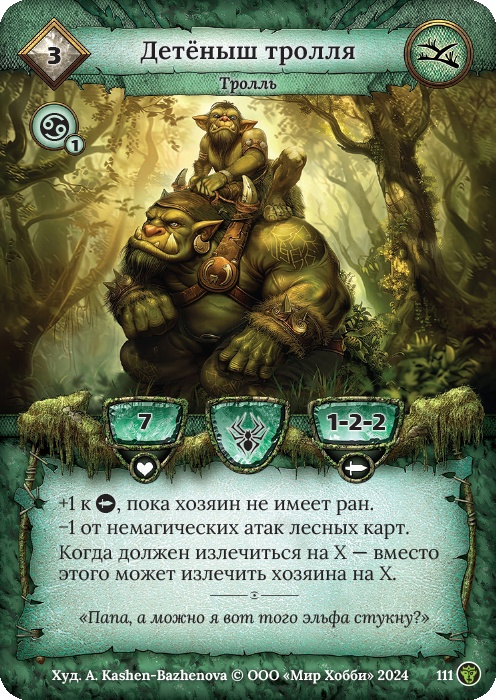 3
Детёныш тролля
Тролль
1
7
1-2-2
+1 к , пока хозяин не имеет ран.
−1 от немагических атак лесных карт.
Когда должен излечиться на X — вместо
этого может излечить хозяина на X.
«Папа, а можно я вот того эльфа стукну?»
Худ. A. Kashen-Bazhenova © ООО «Мир Хобби» 2024
111